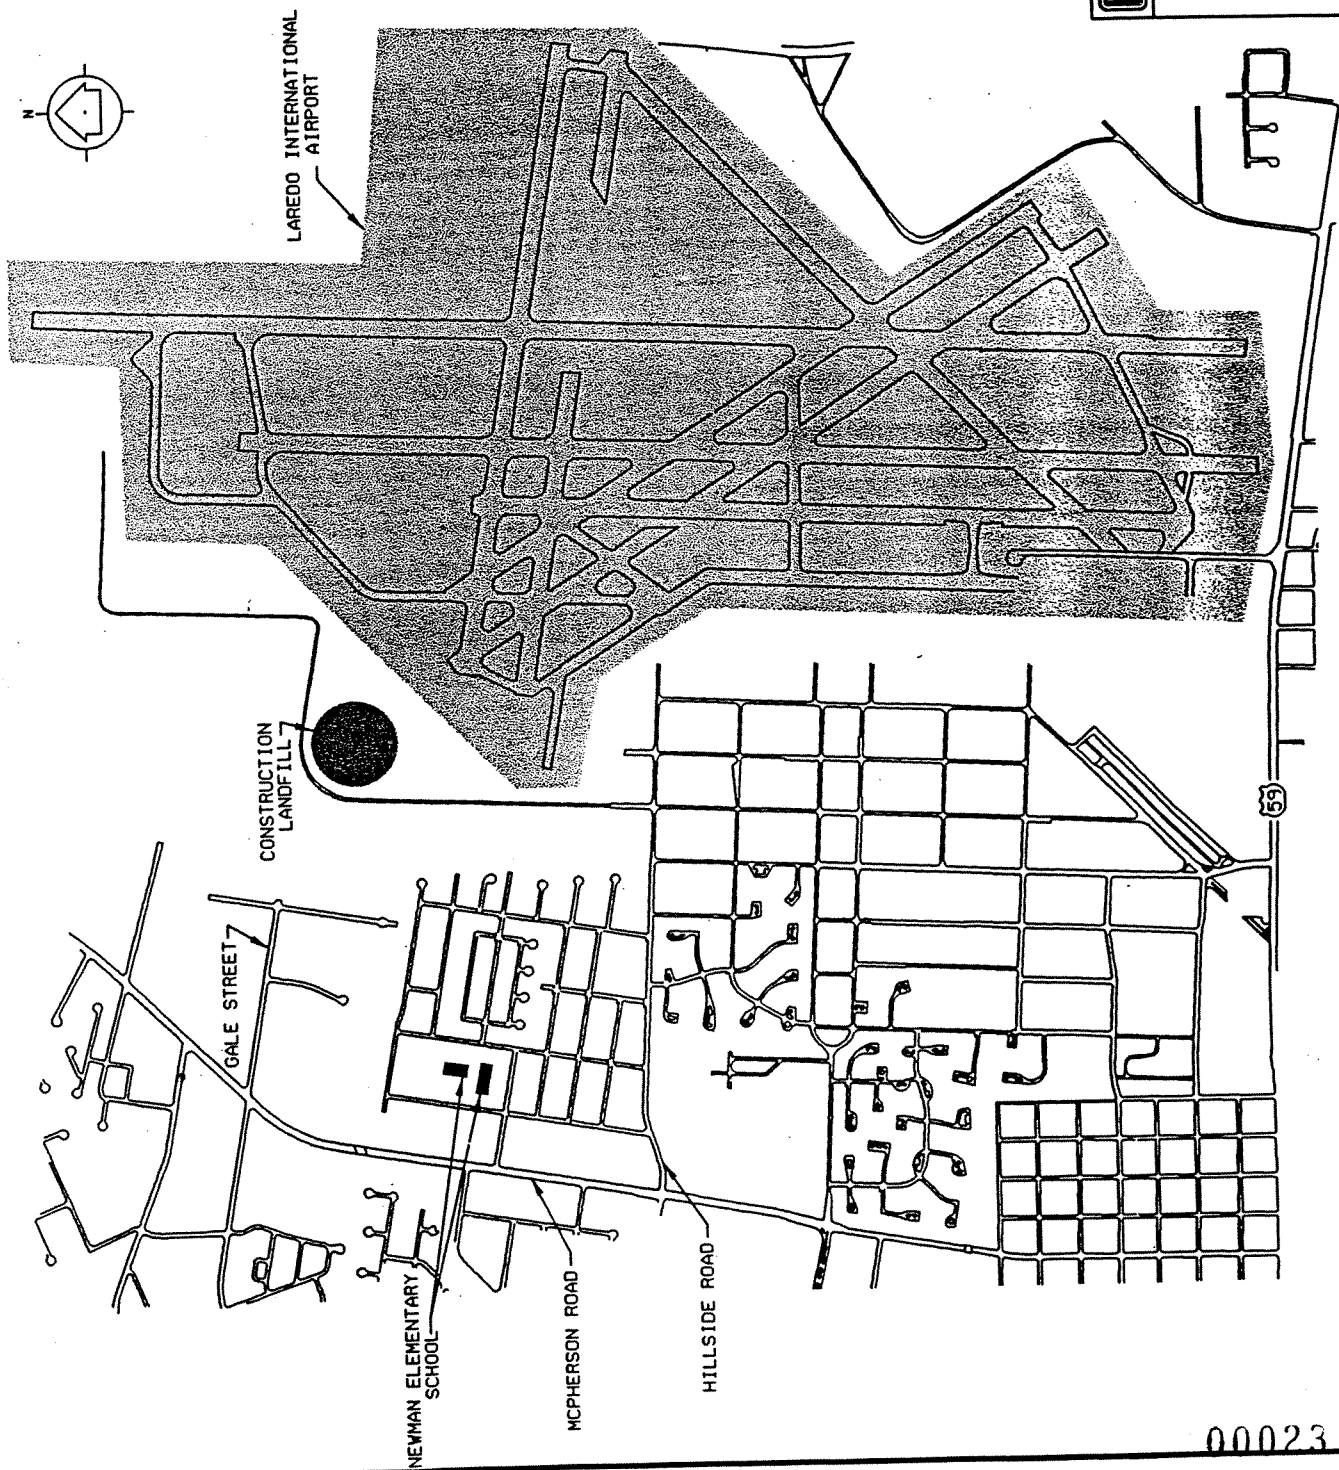 N
LAREDO INTERNATIONAL
AIRPORT
CONSTRUCTION
LANDFILL
GALE STREET
NEWMAN ELEMENTARY
SCHOOL
MCPHERSON ROAD
HILLSIDE ROAD
59
00023